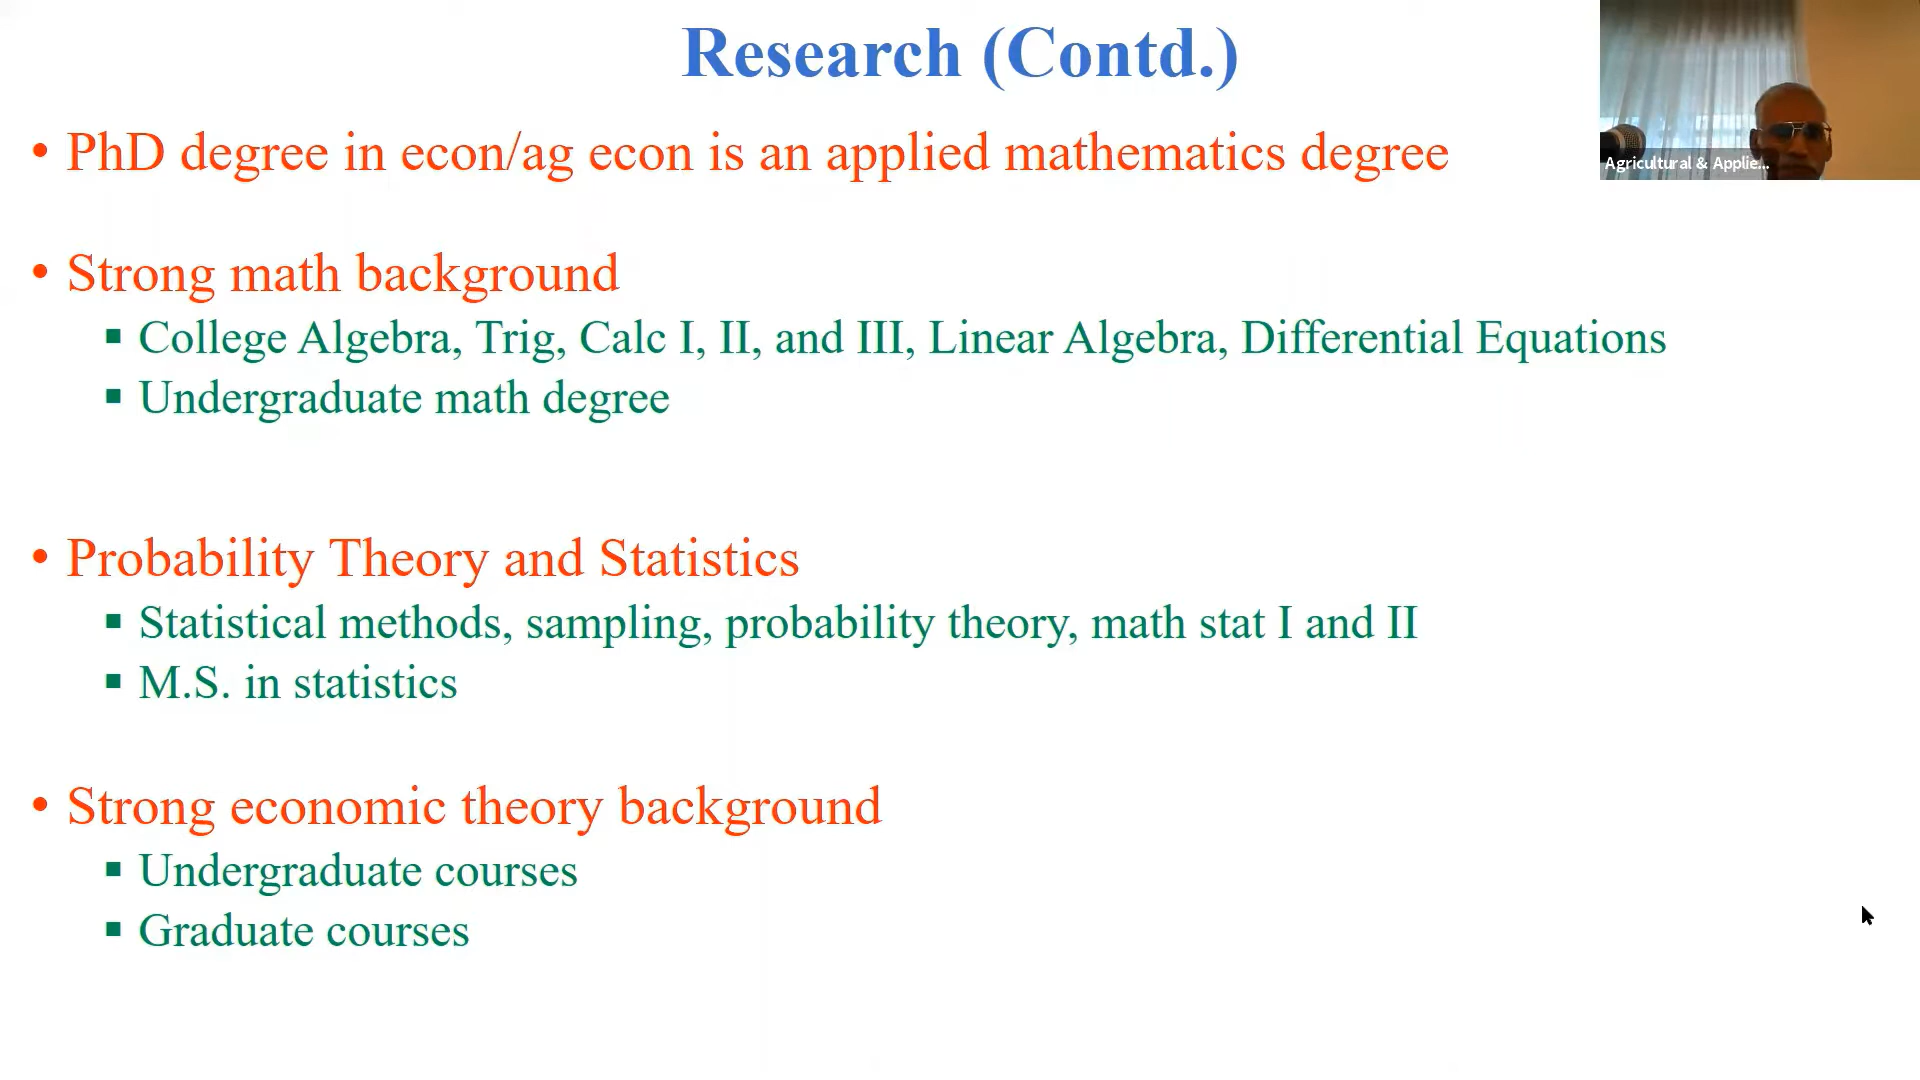 Research (Contd.)
• PhD degree in econ/ag econ is an applied mathematics degree
Agricultural & Applie...
• Strong math background
▪ College Algebra, Trig, Calc I, II, and III, Linear Algebra, Differential Equations
▪ Undergraduate math degree
• Probability Theory and Statistics
▪ Statistical methods, sampling, probability theory, math stat I and II
▪ M.S. in statistics
• Strong economic theory background
▪ Undergraduate courses
▪ Graduate courses